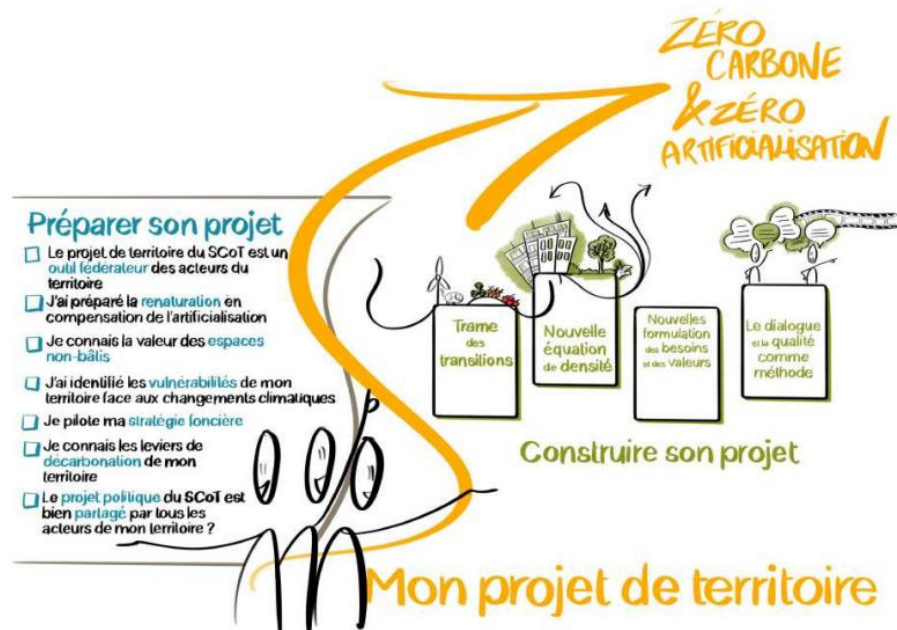 ZÉRO
CARBONE
& ZÉRO
ARTIFICIALISATION
Préparer son projet
Le projet de territoire du SCoT est un
outil fédérateur des acteurs du
territoire
J'ai préparé la renaturation en
compensation de l'artificialisation
Je connais la valeur des espaces
non-bâtis
J'ai identifié les vulnérabilités de mon
territoire face aux changements climatiques
Je pilote ma stratégie foncière
Je connais les leviers de
décarbonation de mon
territoire
Le projet politique du SCoT est
bien partagé par tous les
acteurs de mon territoire ?
Trame
des
transitions
Nouvelle
équation
de densité
Nouvelles
formulation
des besoins
et des valeurs
Le dialogue
et la qualité
comme
méthode
Construire son projet
Mon projet de territoire